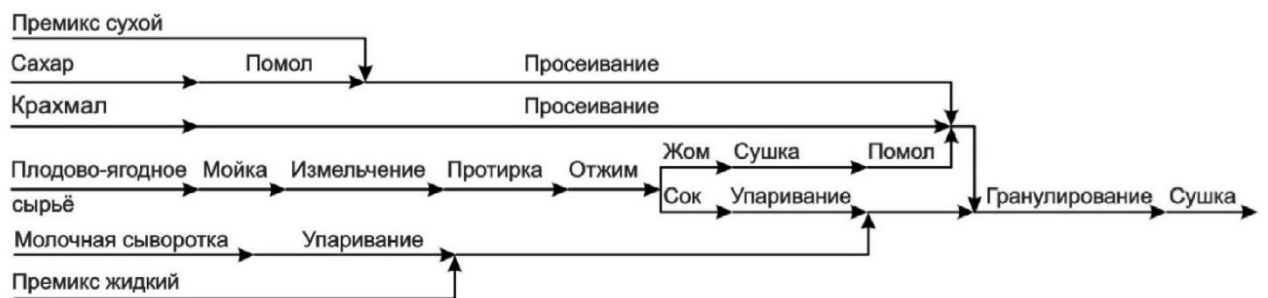 Премикс сухой
Сахар Помол Просеивание
Крахмал Просеивание
Жом Сушка Помол
Плодово-ягодное Мойка Измельчение Протирка Отжим
сырьё Сок Упаривание Гранулирование Сушка
Молочная сыворотка Упаривание
Премикс жидкий